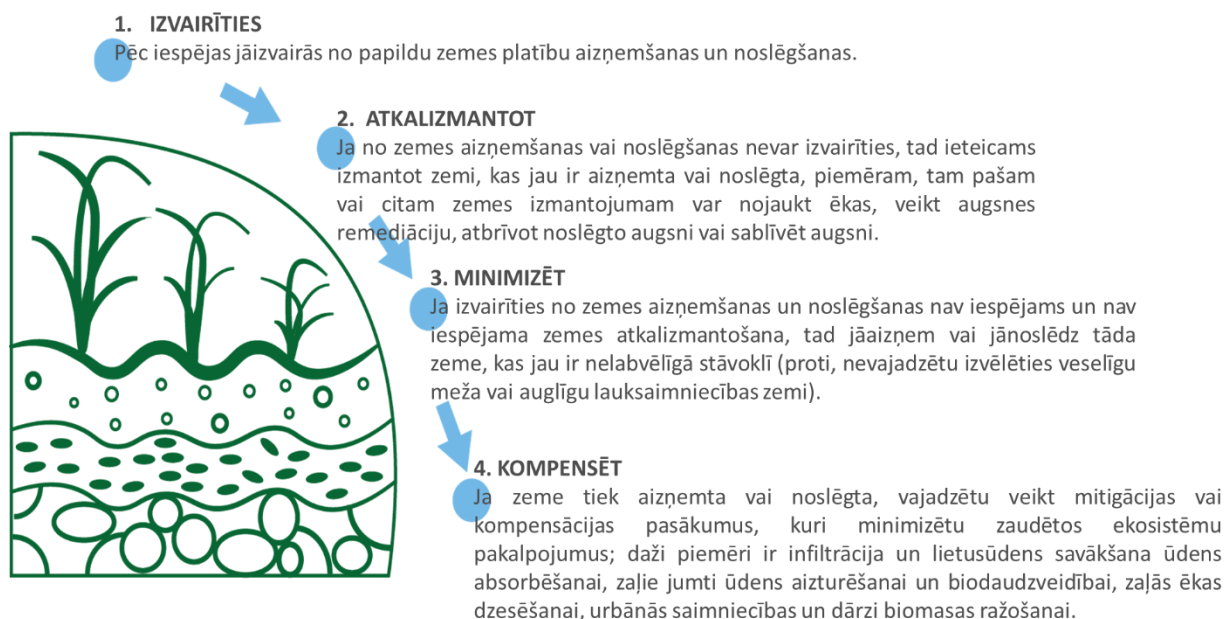 1. IZVAIRĪTIES
Pēc iespējas jāizvairās no papildu zemes platību aizņemšanas un noslēgšanas.
2. ATKALIZMANTOT
Ja no zemes aizņemšanas vai noslēgšanas nevar izvairīties, tad ieteicams
izmantot zemi, kas jau ir aizņemta vai noslēgta, piemēram, tam pašam
vai citam zemes izmantojumam var nojaukt ēkas, veikt augsnes
remediāciju, atbrīvot noslēgto augsni vai sablīvēt augsni.
3. MINIMIZĒT
Ja izvairīties no zemes aizņemšanas un noslēgšanas nav iespējams un nav
iespējama zemes atkalizmantošana, tad jāaizņem vai jānoslēdz tāda
zeme, kas jau ir nelabvēlīgā stāvoklī (proti, nevajadzētu izvēlēties veselīgu
meža vai auglīgu lauksaimniecības zemi).
4. KOMPENSĒT
Ja zeme tiek aizņemta vai noslēgta, vajadzētu veikt mitigācijas vai
kompensācijas pasākumus, kuri minimizētu zaudētos ekosistēmu
pakalpojumus; daži piemēri ir infiltrācija un lietusūdens savākšana ūdens
absorbēšanai, zaļie jumti ūdens aizturēšanai un biodaudzveidībai, zaļās ēkas
dzesēšanai, urbānās saimniecības un dārzi biomasas ražošanai.